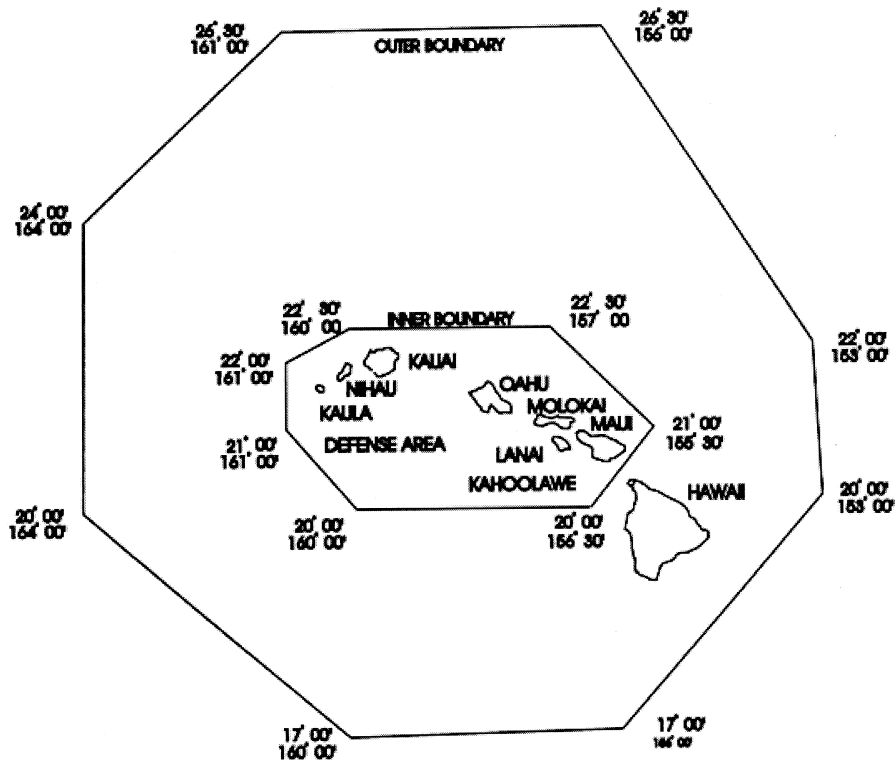 26° 30'
161° 00'
OUTER BOUNDARY
26° 30'
156° 00'
24° 00'
164° 00'
22° 30'
160° 00
INNER BOUNDARY
22° 30'
157° 00
22° 00'
153° 00'
22° 00'
161° 00'
KAUAI
NIHAU
KAULA
OAHU
MOLOKAI
MAUI
21° 00'
155° 30'
21° 00'
161° 00'
DEFENSE AREA
LANAI
KAHOOLAWE
HAWAII
20° 00'
153° 00'
20° 00'
164° 00'
20° 00'
160° 00'
20° 00'
156° 30'
17° 00'
160° 00'
17° 00'